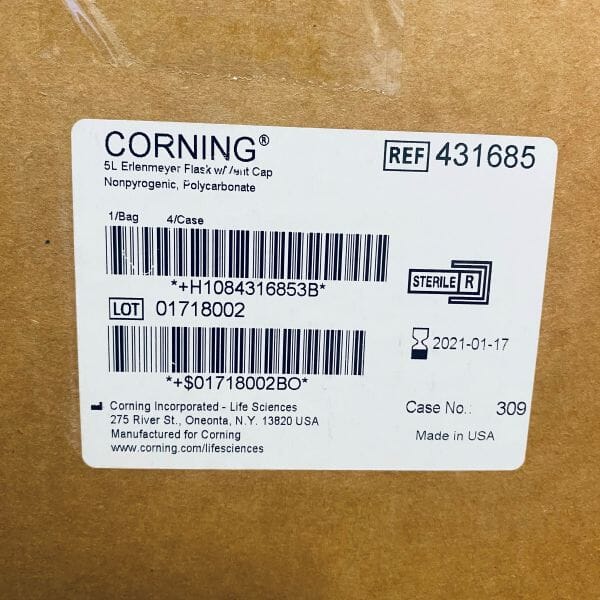 CORNING®
5L Erlenmeyer Flask w/ Vent Cap
Nonpyrogenic, Polycarbonate
REF 431685
1/Bag 4/Case
*+H1084316853B*
STERILE R
LOT 01718002
2021-01-17
*+$01718002BO*
Corning Incorporated - Life Sciences
275 River St., Oneonta, N.Y. 13820 USA
Manufactured for Corning
www.corning.com/lifesciences
Case No.: 309
Made in USA